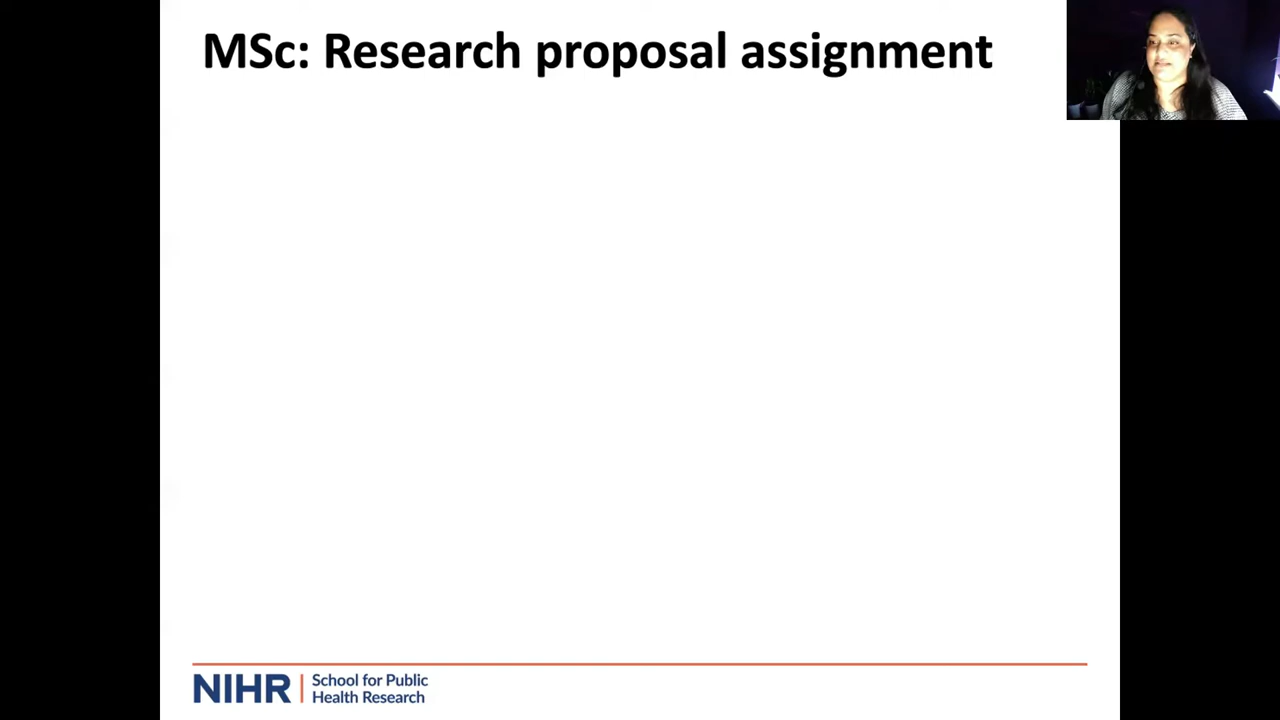 MSc: Research proposal assignment
NIHR | School for Public
Health Research